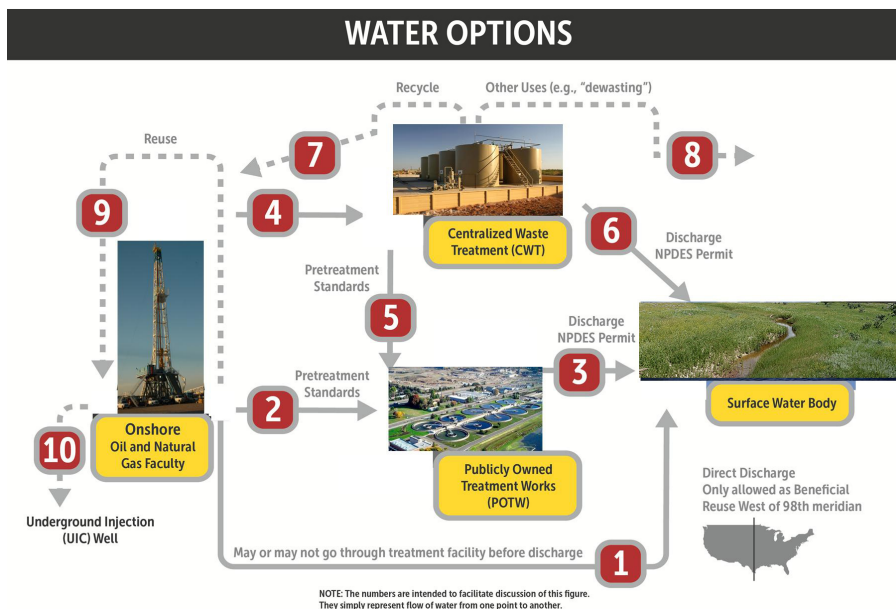 WATER OPTIONS
Recycle
Other Uses (e.g., "dewasting")
Reuse
7
8
9
4
6
Centralized Waste
Treatment (CWT)
Discharge
NPDES Permit
Pretreatment
Standards
5
Discharge
NPDES Permit
3
Pretreatment
Standards
2
Surface Water Body
Onshore
Oil and Natural
Gas Faculty
10
Publicly Owned
Treatment Works
(POTW)
Direct Discharge
Only allowed as Beneficial
Reuse West of 98th meridian
Underground Injection
(UIC) Well
May or may not go through treatment facility before discharge
1
NOTE: The numbers are intended to facilitate discussion of this figure.
They simply represent flow of water from one point to another.